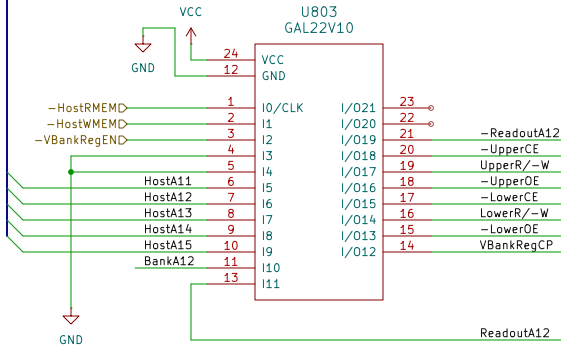 U803
GAL22V10
VCC
GND
24 VCC
12 GND
-HostRMEM 1 I0/CLK I/O21 23
-HostWMEM 2 I1 I/O20 22
-VBankRegEN 3 I2 I/O19 21 -ReadoutA12
4 I3 I/O18 20 -UpperCE
5 I4 I/O17 19 UpperR/-W
HostA11 6 I5 I/O16 18 -UpperOE
HostA12 7 I6 I/O15 17 -LowerCE
HostA13 8 I7 I/O14 16 LowerR/-W
HostA14 9 I8 I/O13 15 -LowerOE
HostA15 10 I9 I/O12 14 VBankRegCP
BankA12 11 I10
13 I11
GND
ReadoutA12